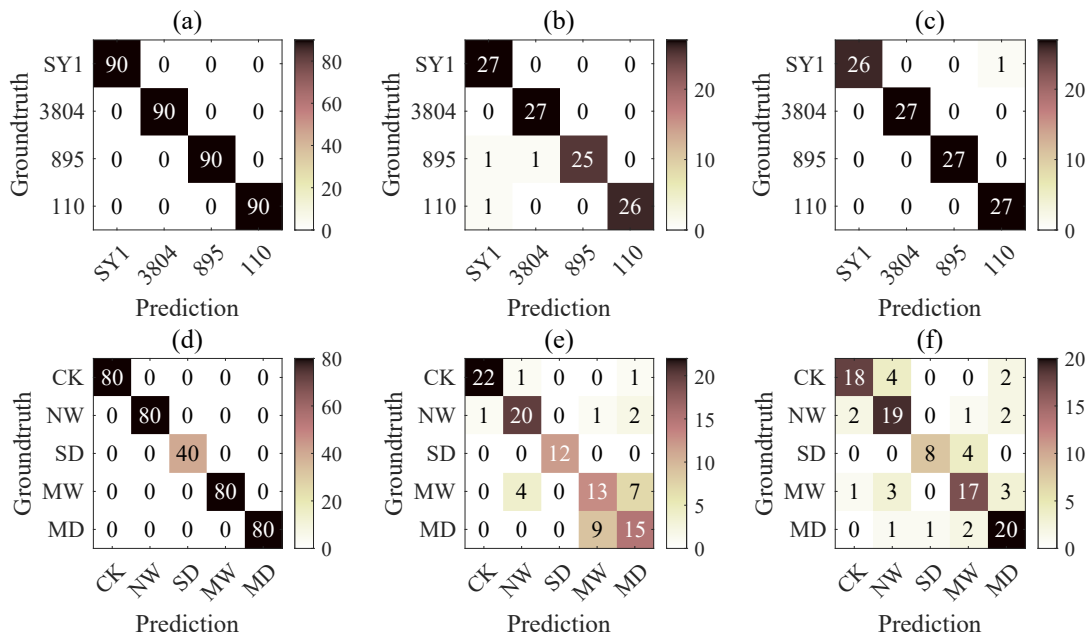 (a)
(b)
(c)
SY1 90 0 0 0 80
3804 0 90 0 0 60
895 0 0 90 0 40
110 0 0 0 90 20
0
SY1 3804 895 110
Groundtruth
Prediction
SY1 27 0 0 0 20
3804 0 27 0 0
895 1 1 25 0 10
110 1 0 0 26
0
SY1 3804 895 110
Groundtruth
Prediction
SY1 26 0 0 1 20
3804 0 27 0 0
895 0 0 27 0 10
110 0 0 0 27
0
SY1 3804 895 110
Groundtruth
Prediction
(d)
(e)
(f)
80
CK 80 0 0 0 0
NW 0 80 0 0 0 60
SD 0 0 40 0 0 40
MW 0 0 0 80 0 20
MD 0 0 0 0 80
0
CK NW SD MW MD
Groundtruth
Prediction
CK 22 1 0 0 1 20
NW 1 20 0 1 2 15
SD 0 0 12 0 0 10
MW 0 4 0 13 7 5
MD 0 0 0 9 15
0
CK NW SD MW MD
Groundtruth
Prediction
20
CK 18 4 0 0 2
NW 2 19 0 1 2 15
SD 0 0 8 4 0 10
MW 1 3 0 17 3 5
MD 0 1 1 2 20
0
CK NW SD MW MD
Groundtruth
Prediction